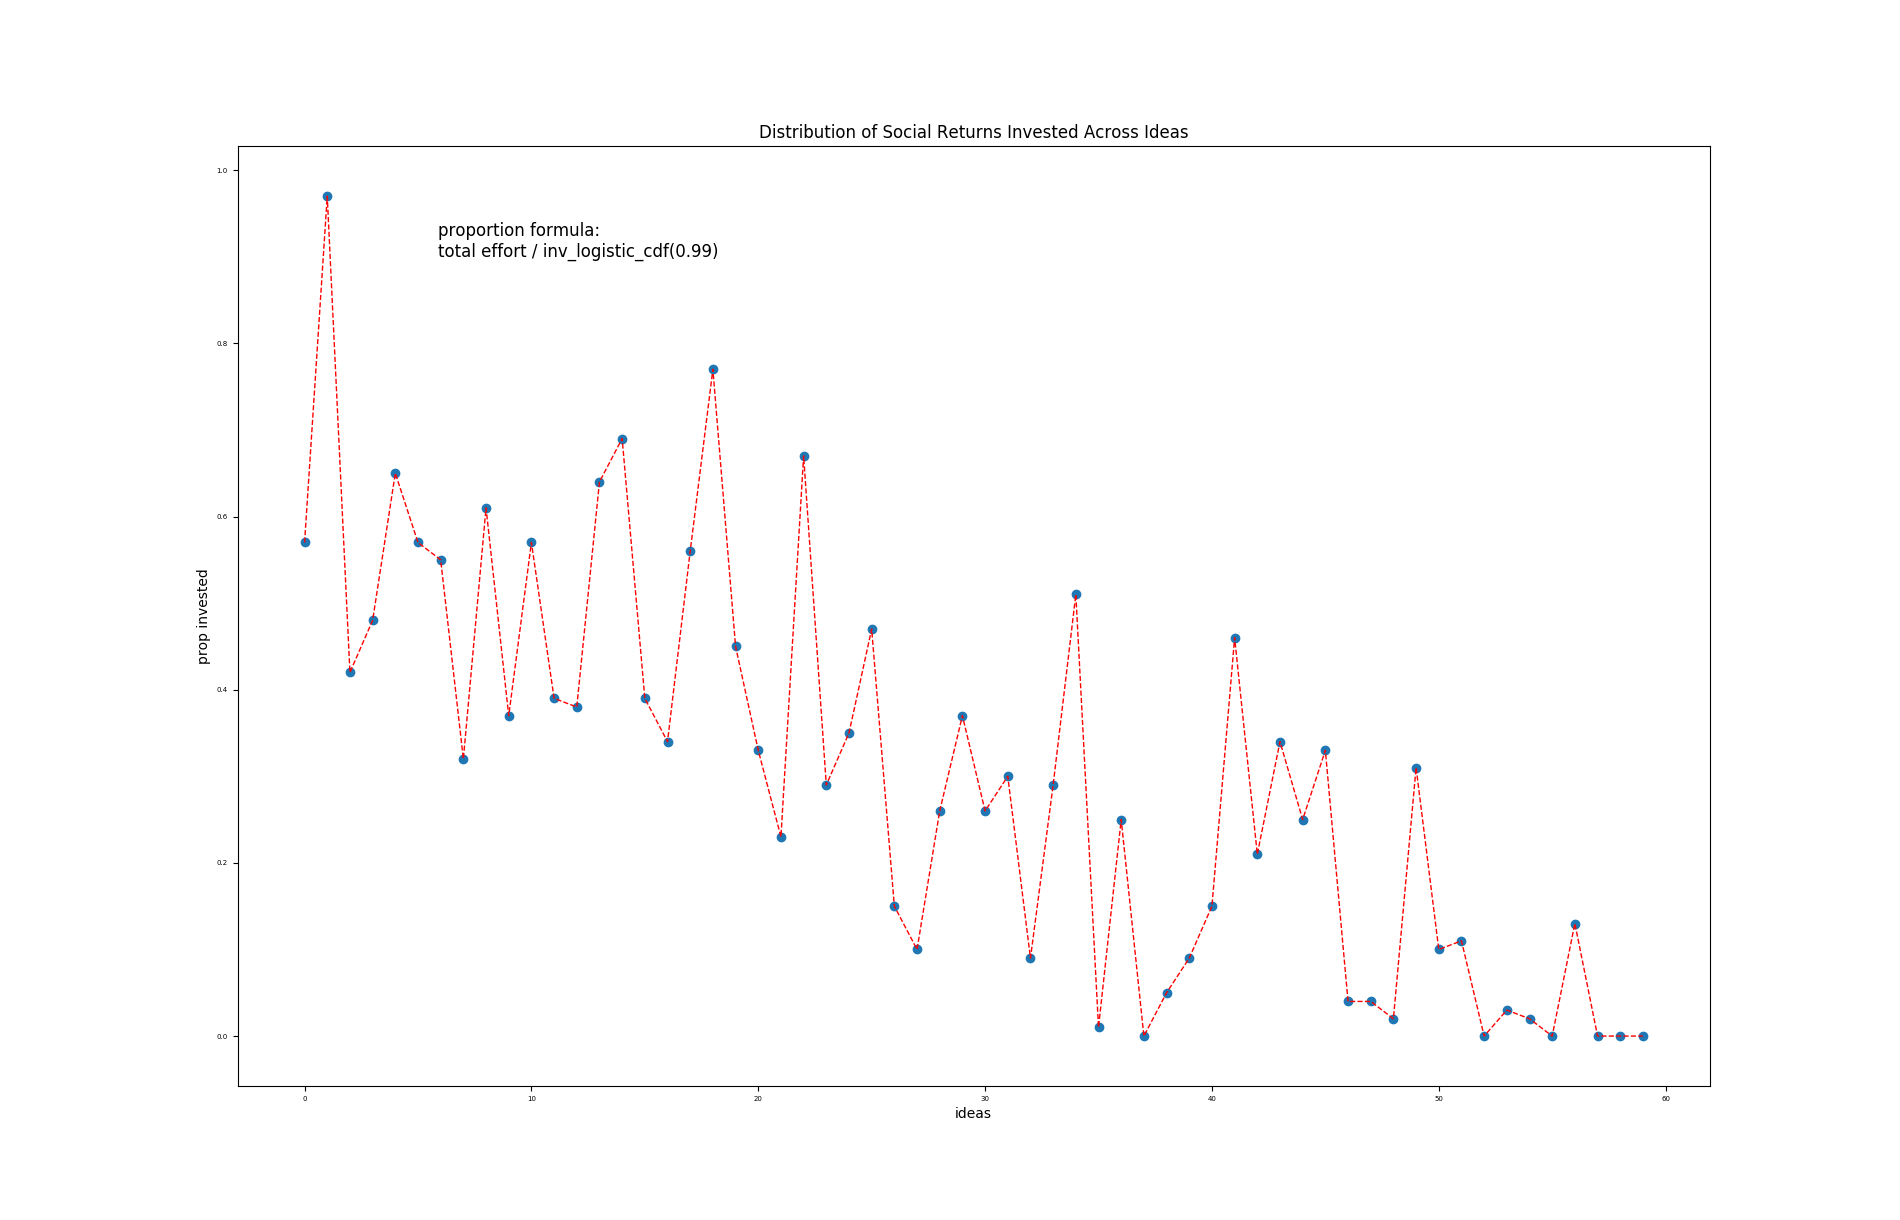 Distribution of Social Returns Invested Across Ideas
1.0
proportion formula:
total effort / inv_logistic_cdf(0.99)
0.8
0.6
prop invested
0.4
0.2
0.0
0 10 20 30 40 50 60
ideas